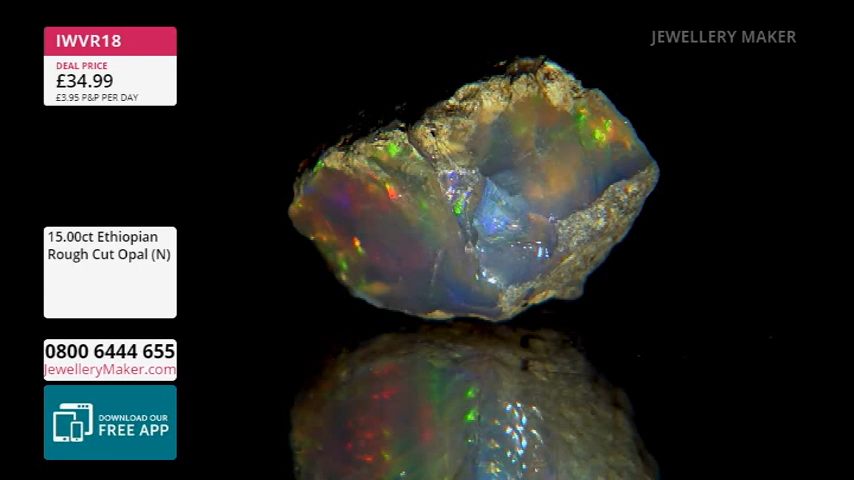 IWVR18
DEAL PRICE
£34.99
£3.95 P&P PER DAY
JEWELLERY MAKER
15.00ct Ethiopian
Rough Cut Opal (N)
0800 6444 655
JewelleryMaker.com
DOWNLOAD OUR
FREE APP